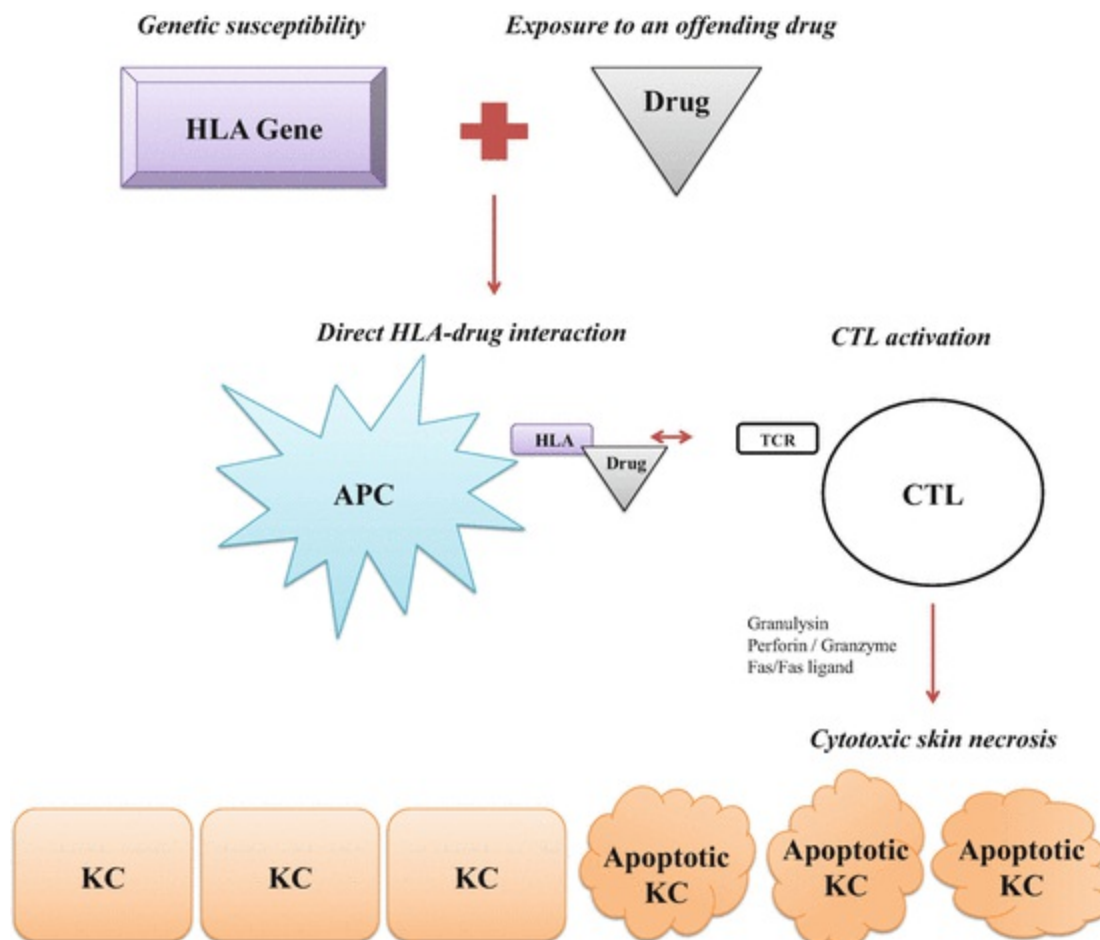 Genetic susceptibility
Exposure to an offending drug
HLA Gene
Drug
Direct HLA-drug interaction
CTL activation
HLA
Drug
TCR
APC
CTL
Granulysin
Perforin / Granzyme
Fas/Fas ligand
Cytotoxic skin necrosis
KC
KC
KC
Apoptotic
KC
Apoptotic
KC
Apoptotic
KC